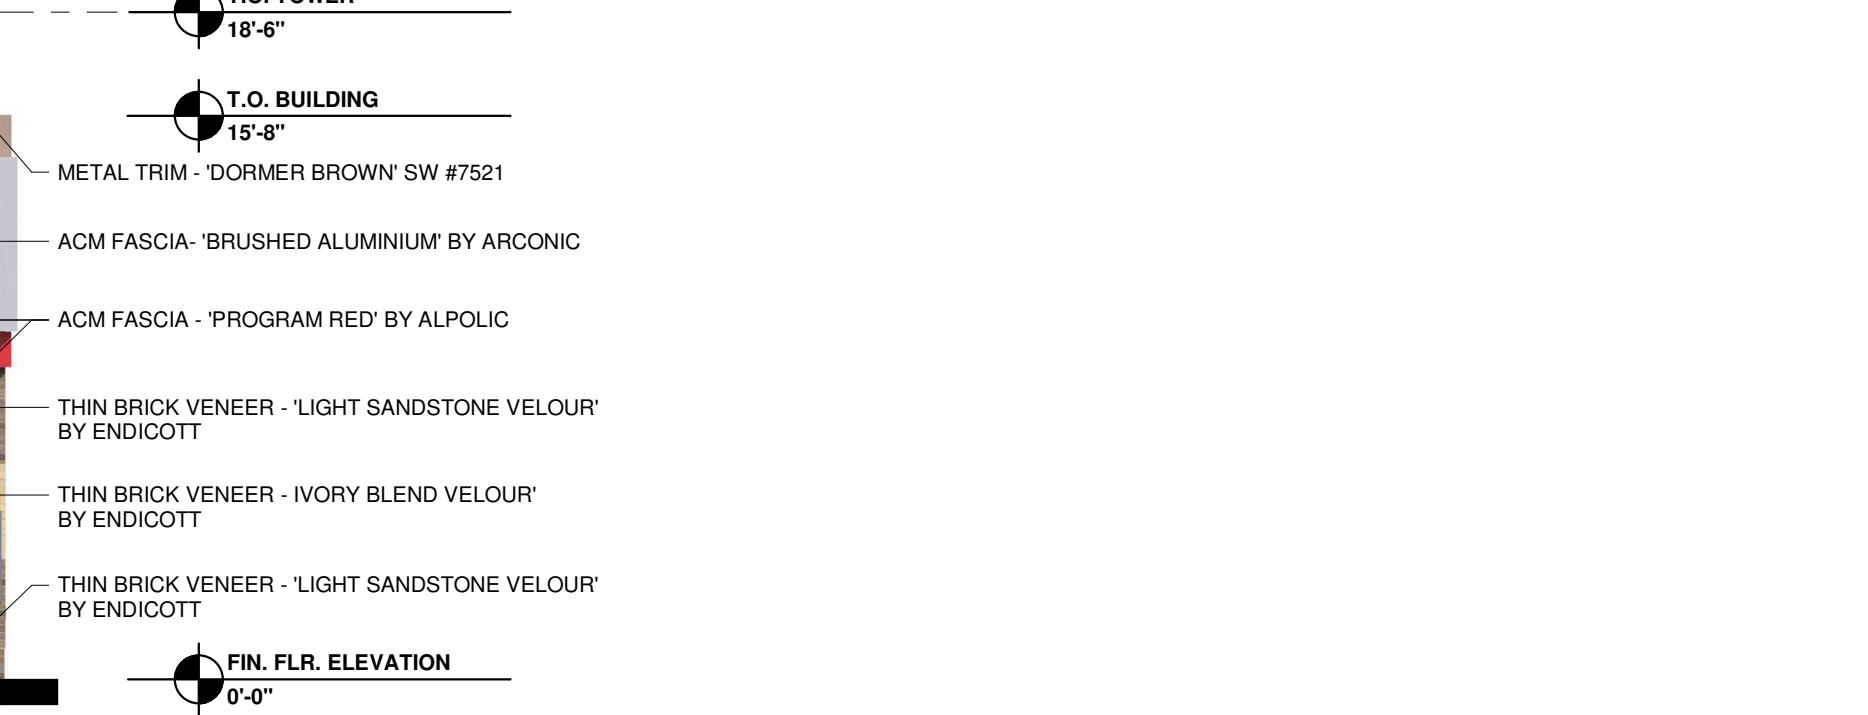 T.O. TOWER
18'-6"
T.O. BUILDING
15'-8"
METAL TRIM - 'DORMER BROWN' SW #7521
ACM FASCIA- 'BRUSHED ALUMINIUM' BY ARCONIC
ACM FASCIA - 'PROGRAM RED' BY ALPOLIC
THIN BRICK VENEER - 'LIGHT SANDSTONE VELOUR'
BY ENDICOTT
THIN BRICK VENEER - IVORY BLEND VELOUR'
BY ENDICOTT
THIN BRICK VENEER - 'LIGHT SANDSTONE VELOUR'
BY ENDICOTT
FIN. FLR. ELEVATION
0'-0"